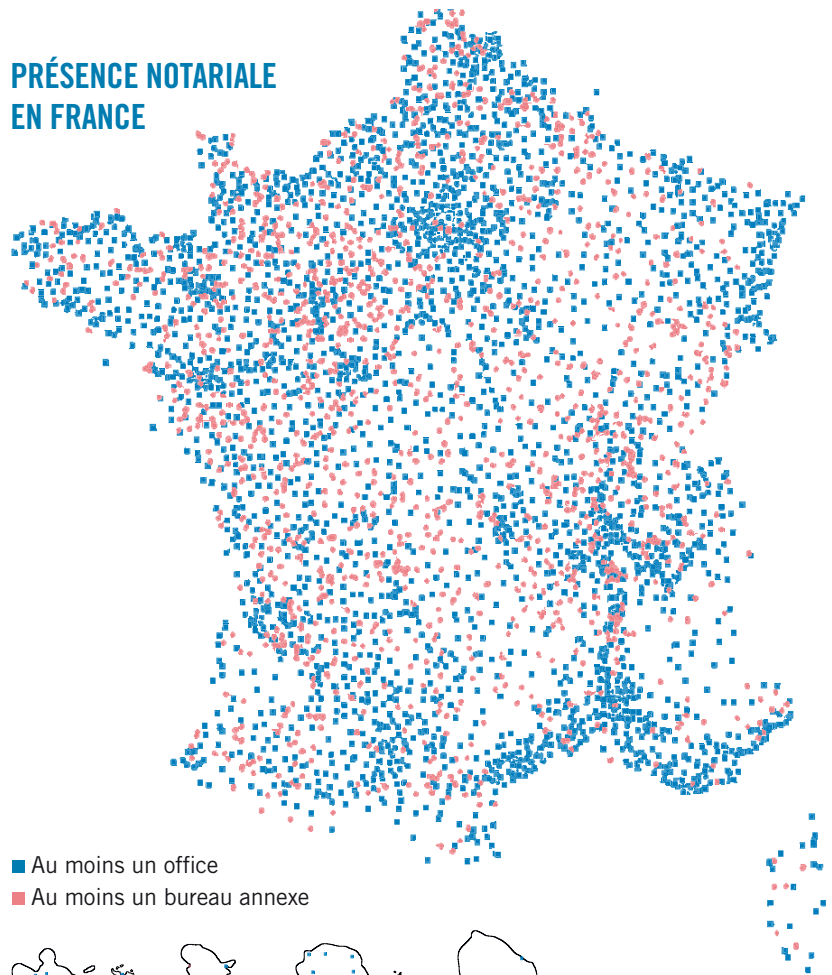 PRÉSENCE NOTARIALE
EN FRANCE
Au moins un office
Au moins un bureau annexe